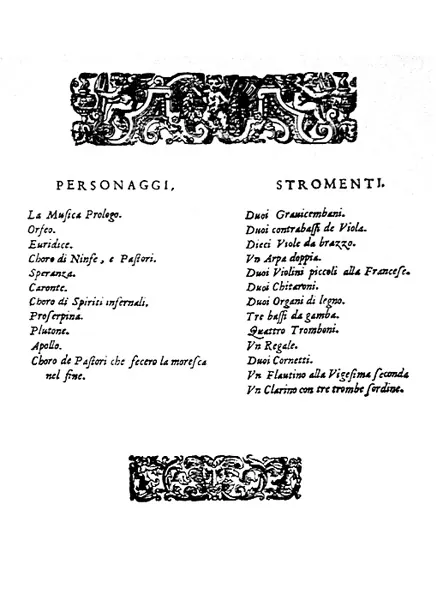 PERSONAGGI,
La Musica Prologo.
Orfeo.
Euridice.
Choro di Ninfe, e Pastori.
Speranza.
Caronte.
Choro di Spiriti infernali.
Proserpina.
Plutone.
Apollo.
Choro de Pastori che fecero la moresca
nel fine.
STROMENTI.
Duoi Grauicembani.
Duoi contrabassi de Viola.
Dieci Viole da brazzo.
Vn Arpa doppia.
Duoi Violini piccoli alla Francese.
Duoi Chitaroni.
Duoi Organi di legno.
Tre bassi da gamba.
Quattro Tromboni.
Vn Regale.
Duoi Cornetti.
Vn Flautino alla Vigesima seconda
Vn Clarino con tre trombe sordine.